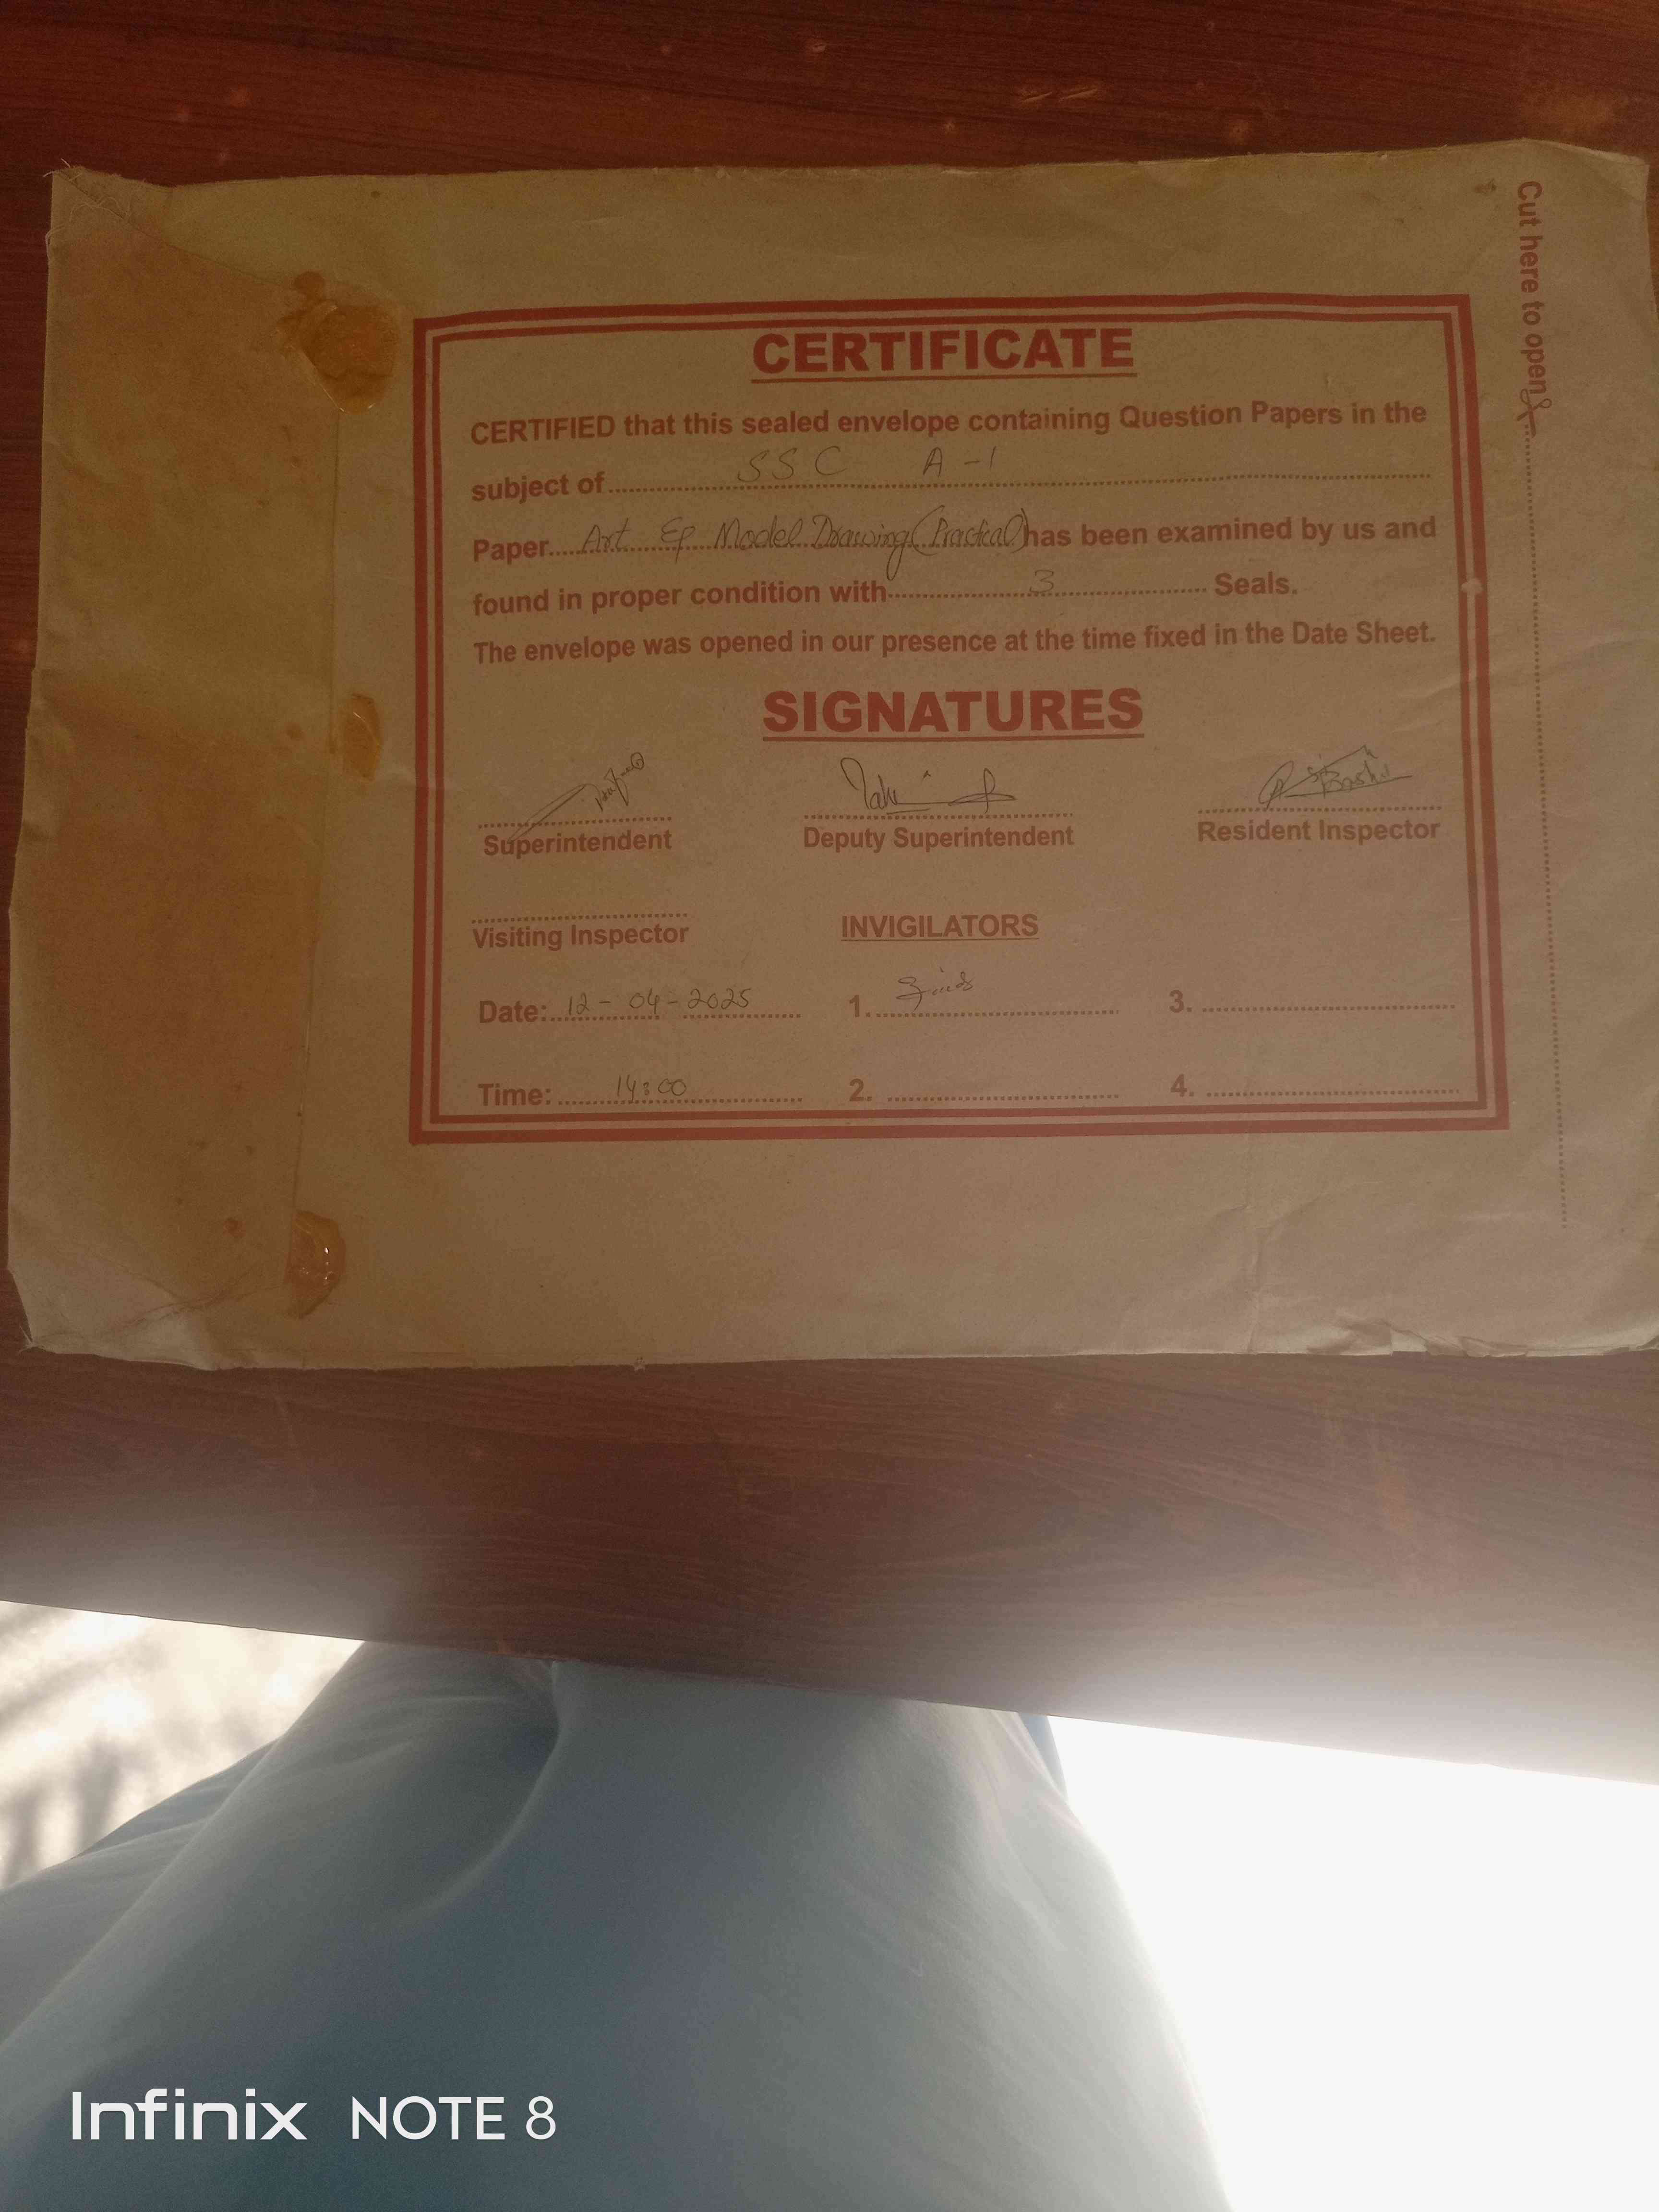 Cut here to open
CERTIFICATE
CERTIFIED that this sealed envelope containing Question Papers in the
subject of SSC A-1
Paper Art & Model Drawing (Practical) has been examined by us and
found in proper condition with 3 Seals.
The envelope was opened in our presence at the time fixed in the Date Sheet.
SIGNATURES
Superintendent Deputy Superintendent Resident Inspector
Visiting Inspector INVIGILATORS
Date: 12-04-2025 1. 3.
Time: 14:00 2. 4.
Infinix NOTE 8